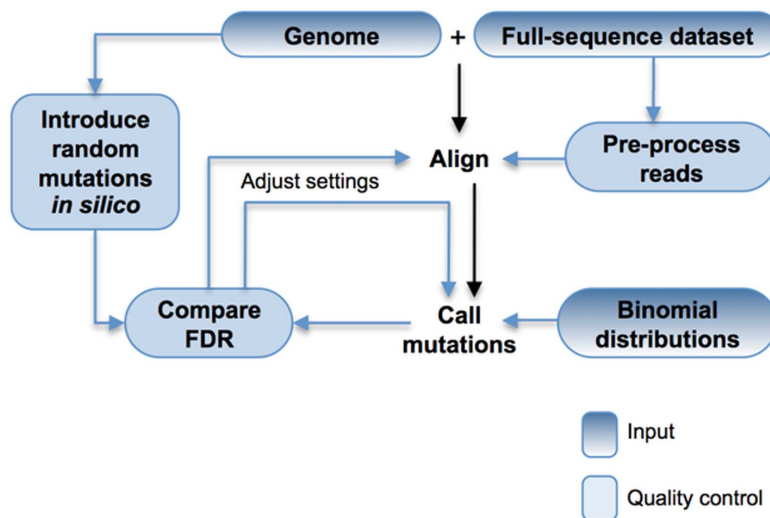 Genome
+
Full-sequence dataset
Introduce
random
mutations
in silico
Align
Pre-process
reads
Adjust settings
Compare
FDR
Call
mutations
Binomial
distributions
Input
Quality control